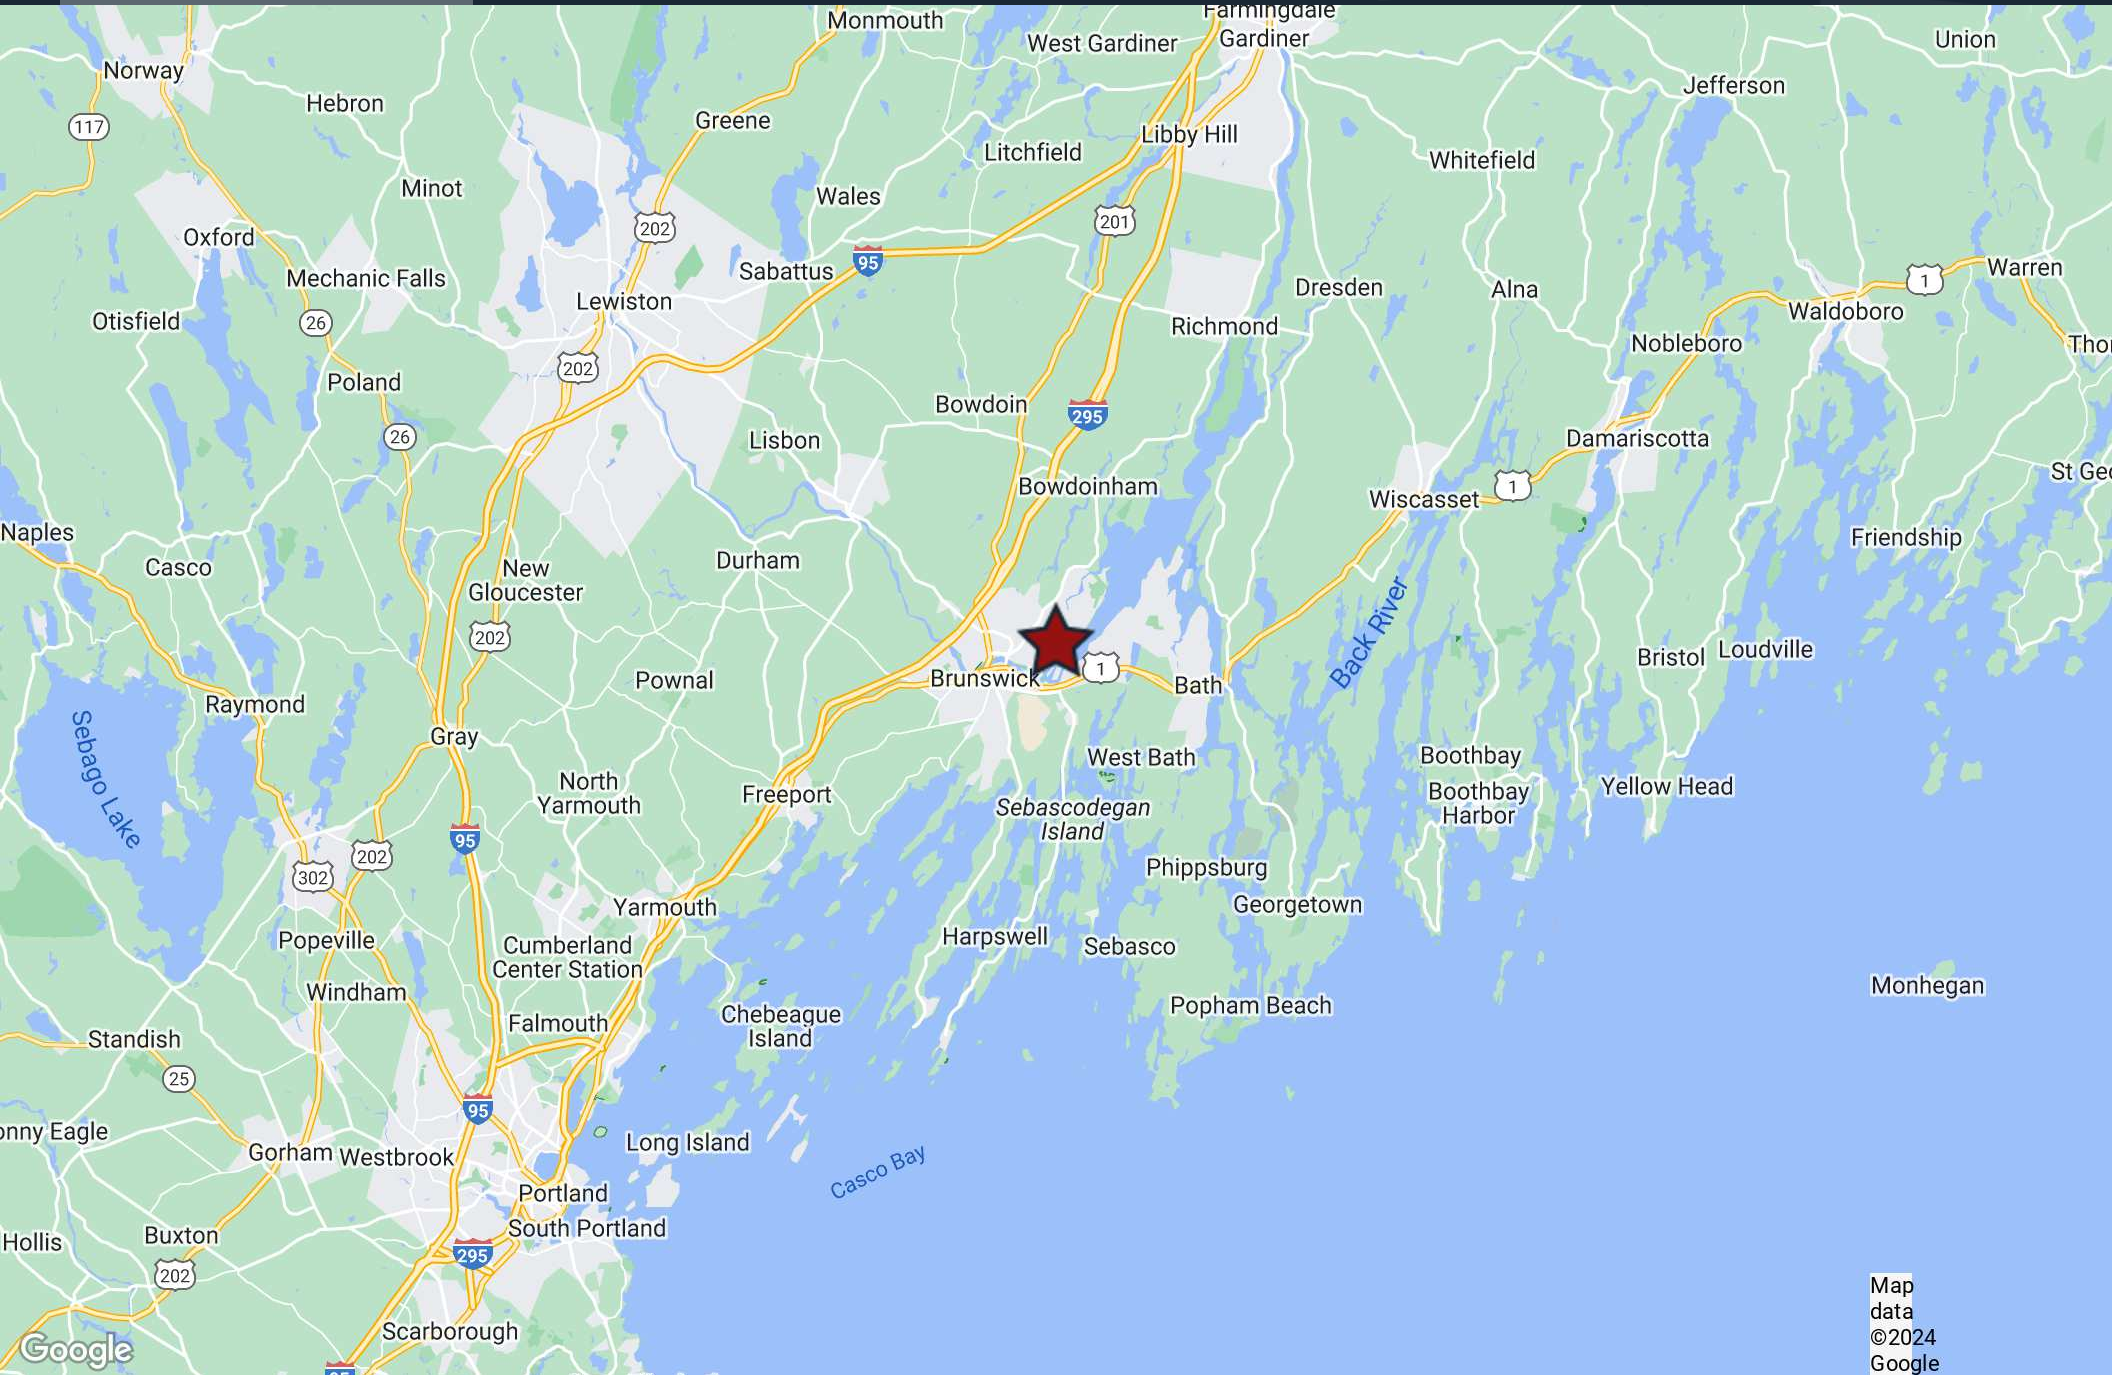 Farmingdale
Monmouth
West Gardiner
Gardiner
Union
Norway
Jefferson
Hebron
Greene
117
Libby Hill
Litchfield
Whitefield
Minot
Wales
202
201
Oxford
95
Sabattus
Mechanic Falls
Warren
1
Dresden
Alna
Lewiston
Waldoboro
Otisfield
26
Richmond
Nobleboro
202
Poland
Bowdoin
295
26
Lisbon
Damariscotta
Bowdoinham
1
Wiscasset
Naples
Friendship
Casco
Durham
New
Gloucester
Back River
202
Bristol
Loudville
1
Brunswick
Bath
Pownal
Raymond
Gray
Sebago Lake
West Bath
Boothbay
North
Yarmouth
Freeport
Yellow Head
Boothbay
Harbor
Sebascodegan
Island
95
202
302
Phippsburg
Yarmouth
Georgetown
Popeville
Cumberland
Center Station
Harpswell
Sebasco
Windham
Monhegan
Popham Beach
Chebeague
Island
Falmouth
Standish
25
95
Long Island
Gorham
Westbrook
Casco Bay
Portland
South Portland
Hollis
Buxton
295
202
Scarborough
Google
Map
data
©2024
Google